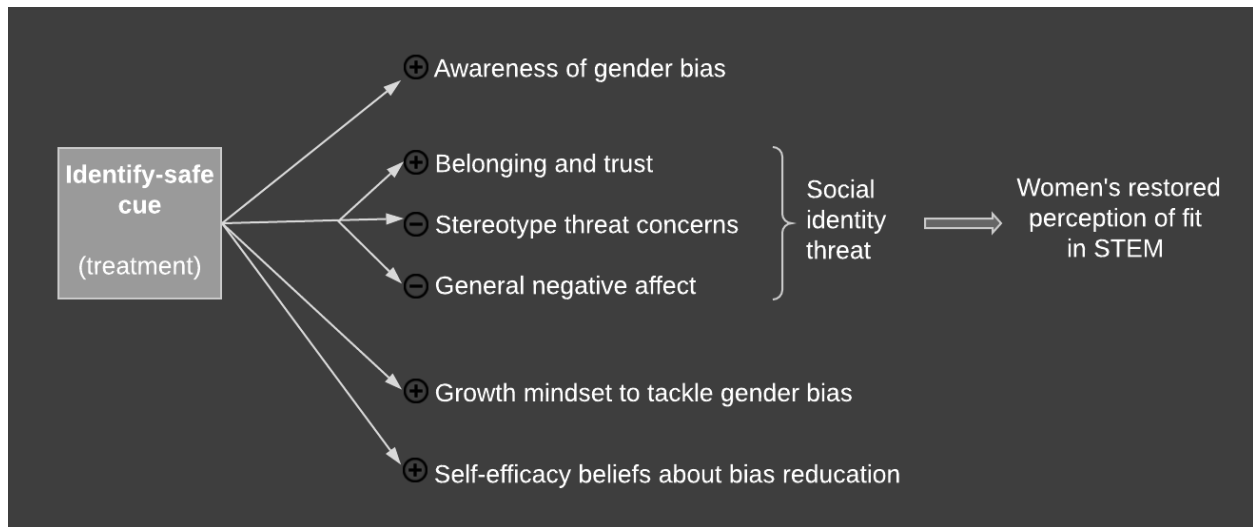 Identify-safe
cue
(treatment)
Awareness of gender bias
Belonging and trust
Stereotype threat concerns
General negative affect
Growth mindset to tackle gender bias
Self-efficacy beliefs about bias reducation
Social
identity
threat
Women's restored
perception of fit
in STEM